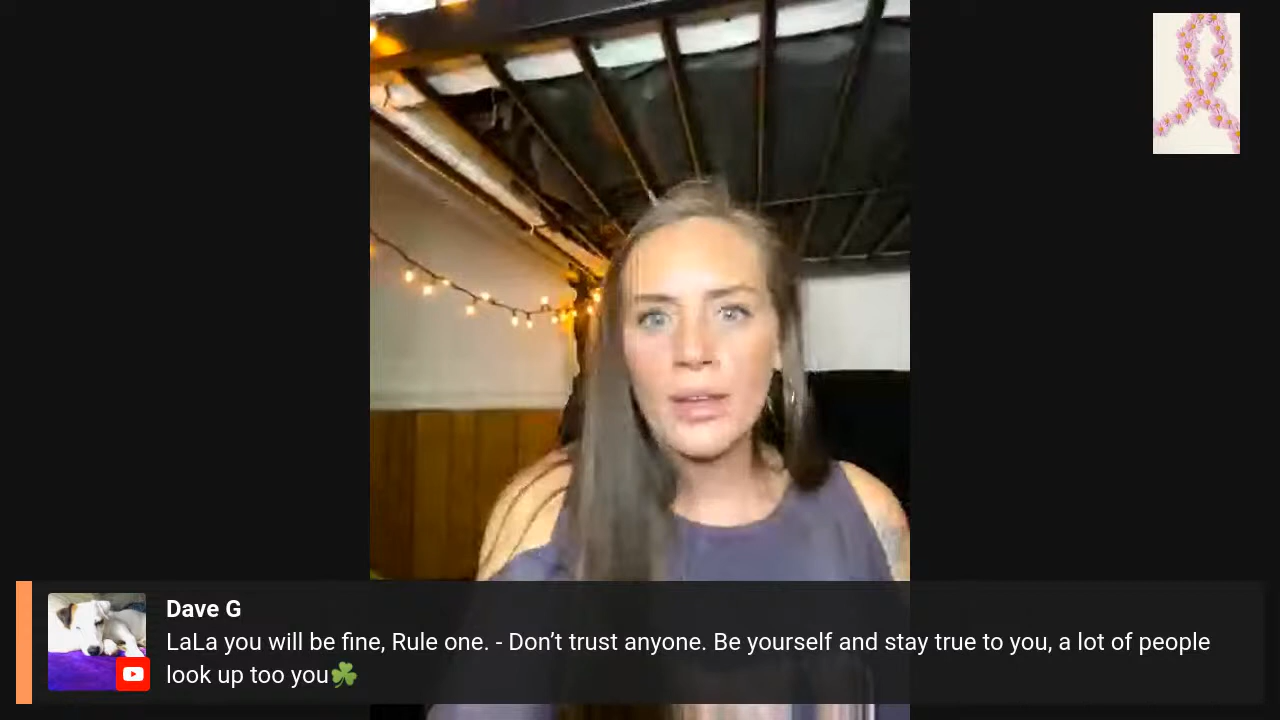 Dave G
LaLa you will be fine, Rule one. - Don’t trust anyone. Be yourself and stay true to you, a lot of people
look up too you☘️